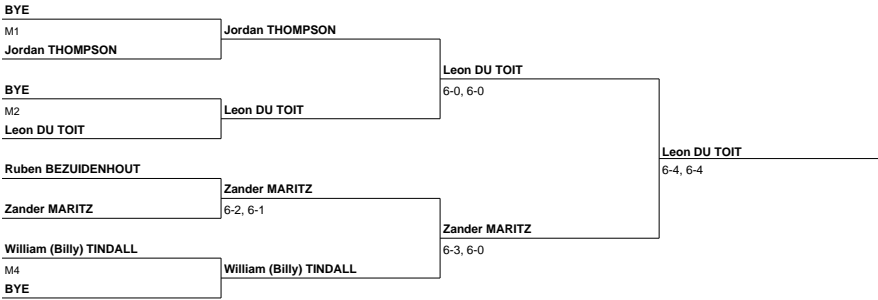 BYE
M1
Jordan THOMPSON
Jordan THOMPSON
BYE
M2
Leon DU TOIT
Leon DU TOIT
Leon DU TOIT
6-0, 6-0
Ruben BEZUIDENHOUT
Zander MARITZ
Zander MARITZ
6-2, 6-1
William (Billy) TINDALL
M4
BYE
William (Billy) TINDALL
Zander MARITZ
6-3, 6-0
Leon DU TOIT
6-4, 6-4